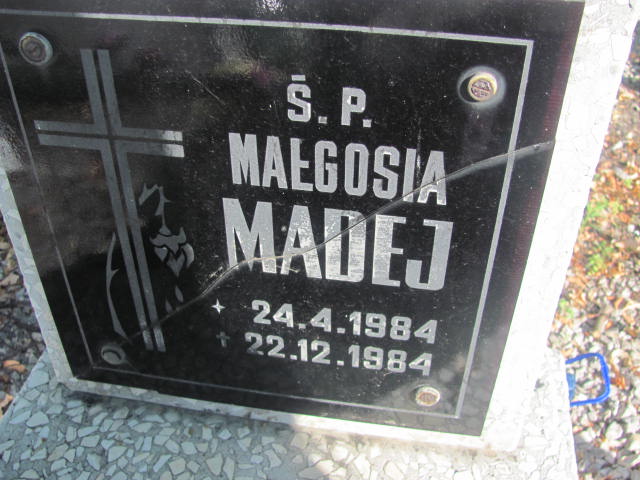 Ś. P.
MAŁGOSIA
MADEJ
24.4.1984
✝ 22.12.1984